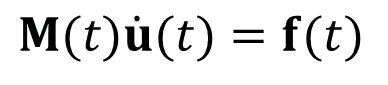 𝐌(𝑡)𝐮̇(𝑡) = 𝐟(𝑡)